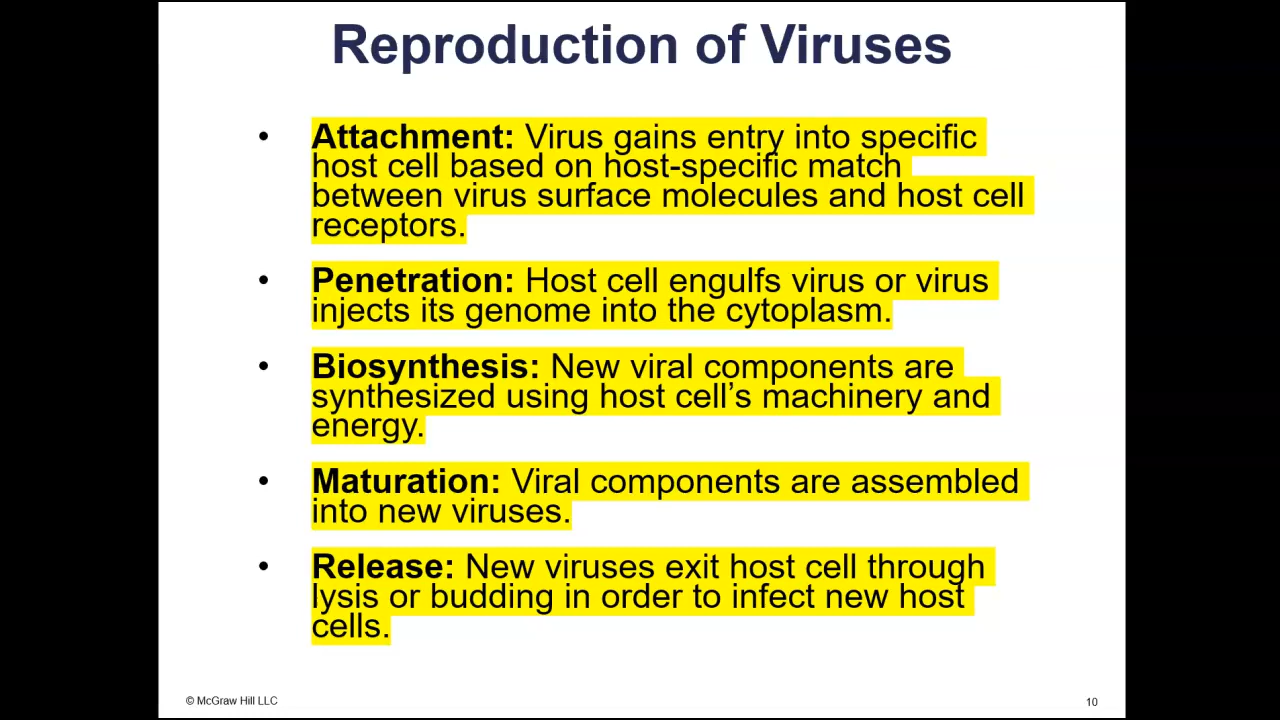 Reproduction of Viruses
• Attachment: Virus gains entry into specific
host cell based on host-specific match
between virus surface molecules and host cell
receptors.
• Penetration: Host cell engulfs virus or virus
injects its genome into the cytoplasm.
• Biosynthesis: New viral components are
synthesized using host cell’s machinery and
energy.
• Maturation: Viral components are assembled
into new viruses.
• Release: New viruses exit host cell through
lysis or budding in order to infect new host
cells.
© McGraw Hill LLC
10